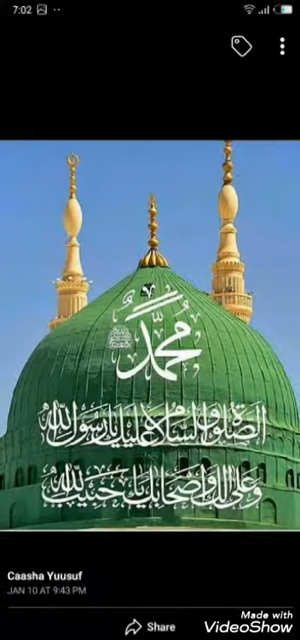 7:02
محمد
الصلوة والسلام عليك يا رسول الله
وعلى آلك واصحابك يا حبيب الله
Caasha Yuusuf
JAN 10 AT 9:43 PM
Share
Made with
VideoShow